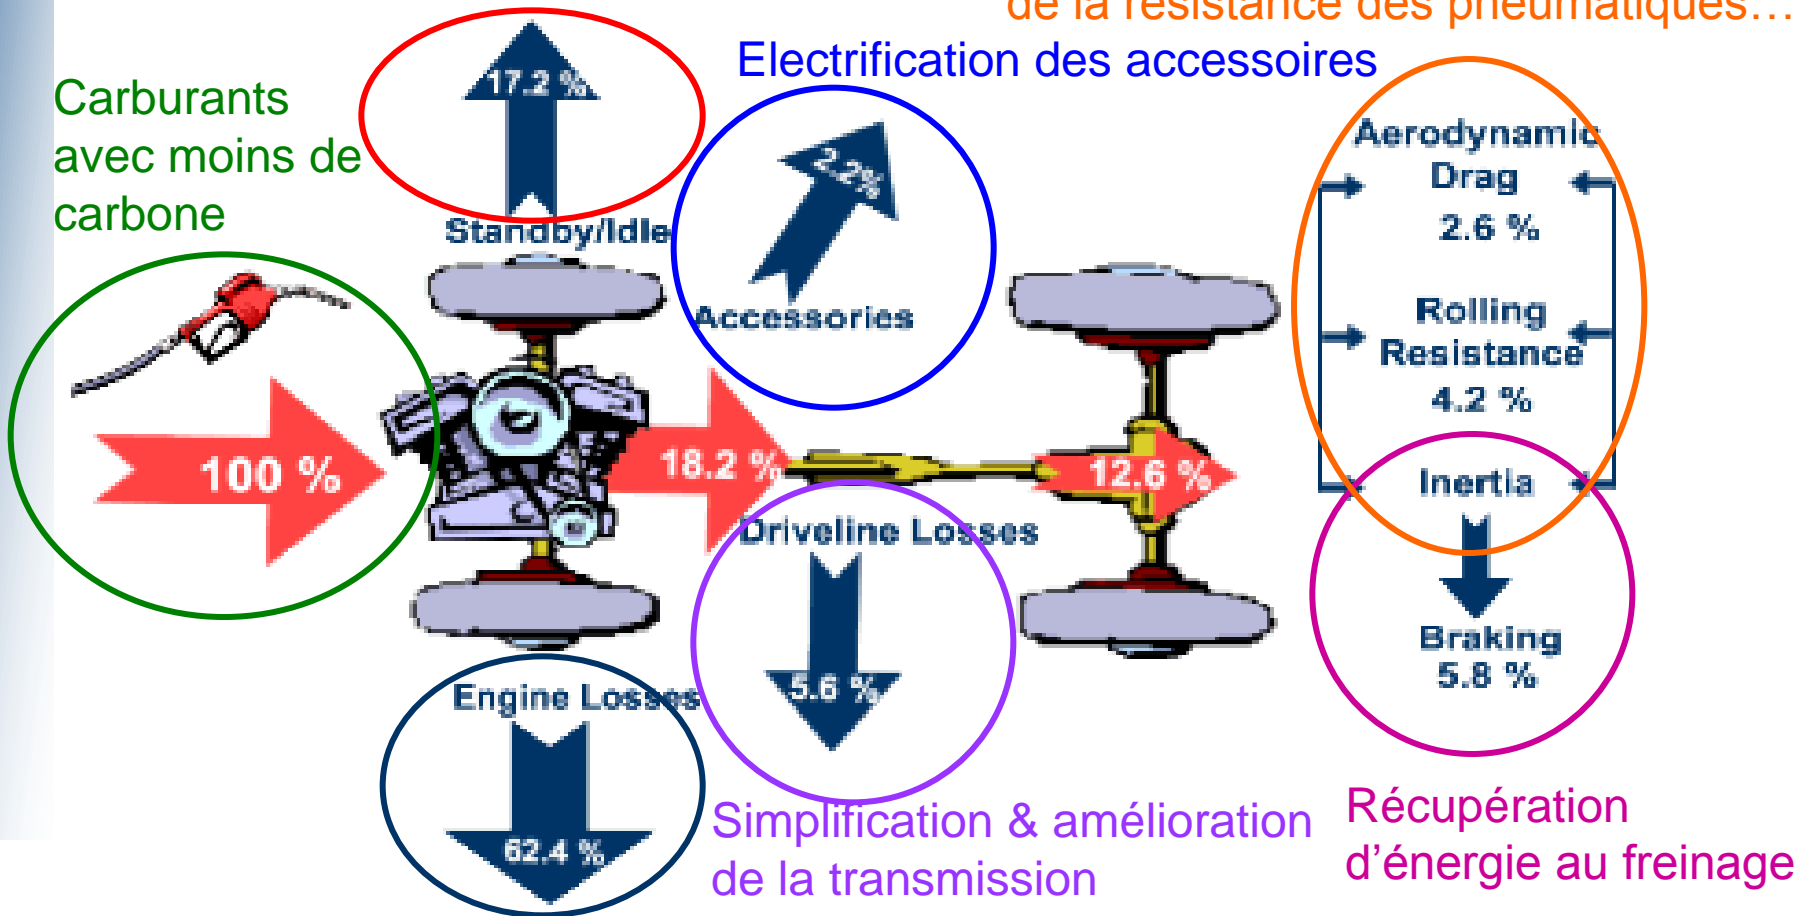 de la résistance des pneumatiques…
Electrification des accessoires
Carburants
avec moins de
carbone
17.2 %
Standby/Idle
2.2%
Accessories
Aerodynamic
Drag
2.6 %
Rolling
Resistance
4.2 %
100 %
18.2 %
12.6 %
Inertia
Driveline Losses
5.6 %
Braking
5.8 %
Engine Losses
62.4 %
Simplification & amélioration
de la transmission
Récupération
d’énergie au freinage